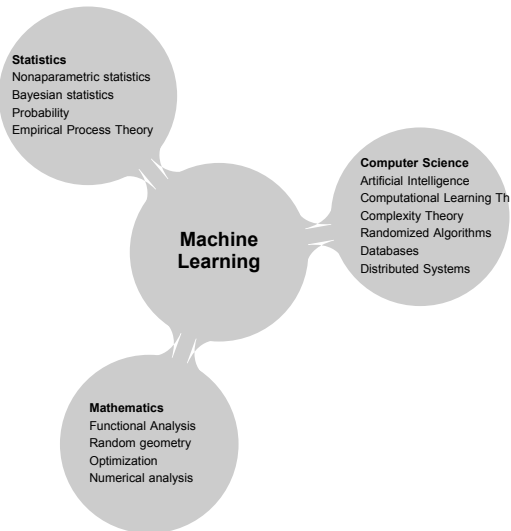 Statistics
Nonaparametric statistics
Bayesian statistics
Probability
Empirical Process Theory
Computer Science
Artificial Intelligence
Computational Learning Th
Complexity Theory
Randomized Algorithms
Databases
Distributed Systems
Machine
Learning
Mathematics
Functional Analysis
Random geometry
Optimization
Numerical analysis